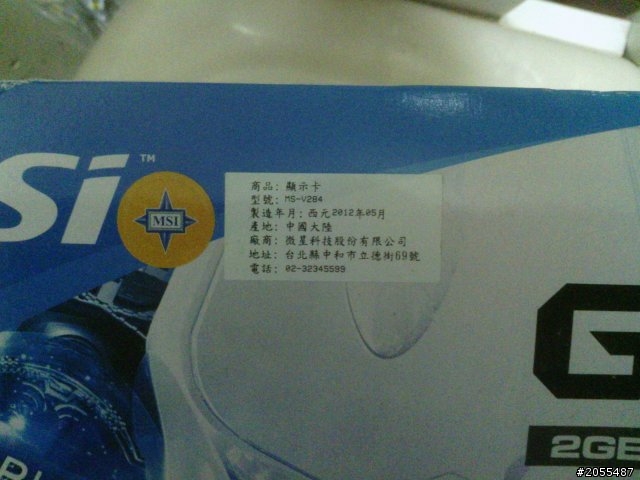 Si™
MSI
商品: 顯示卡
型號: MS-V284
製造年月: 西元2012年05月
產地: 中國大陸
廠商: 微星科技股份有限公司
地址: 台北縣中和市立德街69號
電話: 02-32345599
G
2GB
#2055487